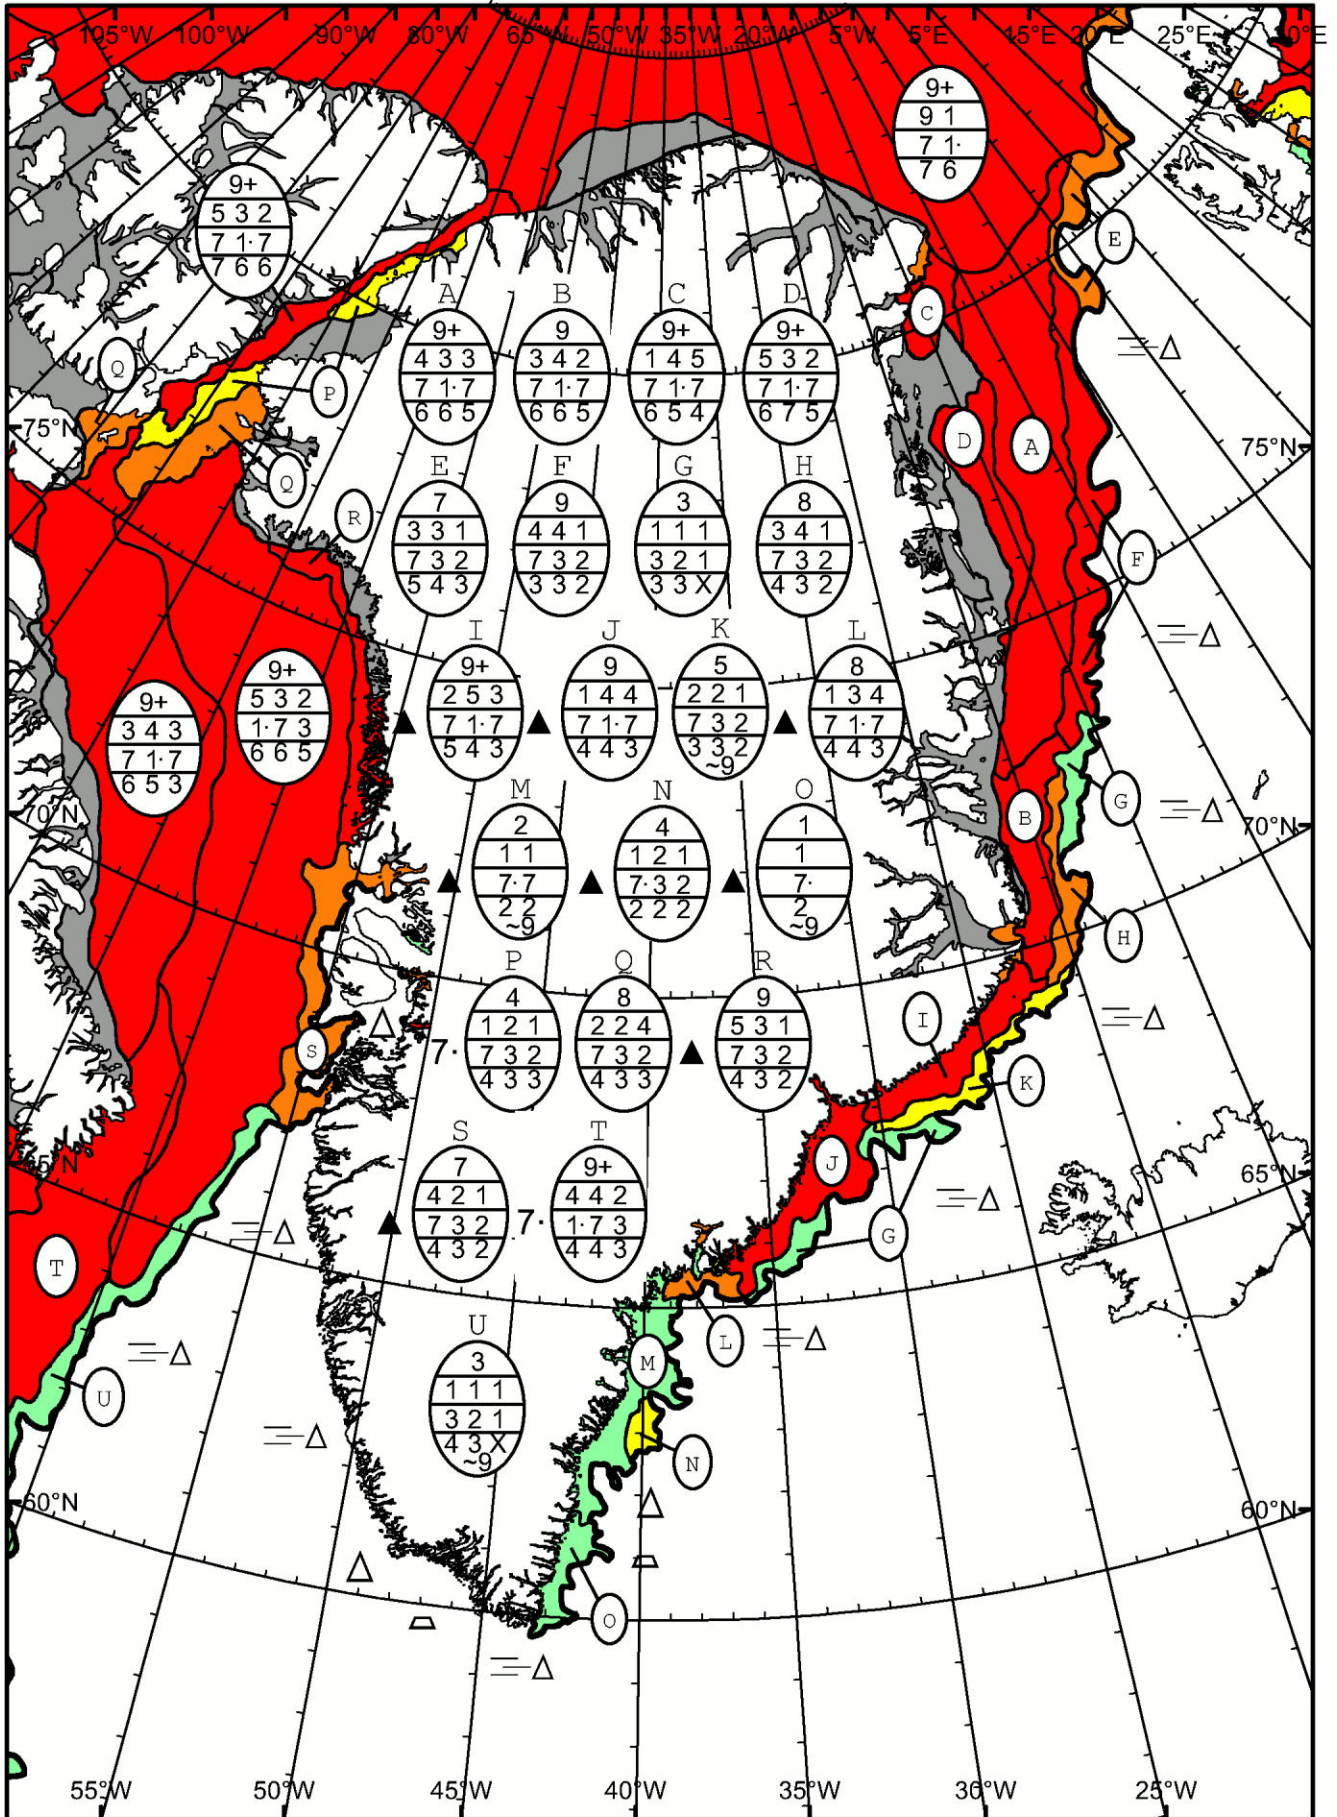 105°W 100°W 90°W 80°W 65°W 50°W 35°W 20°W 5°W 5°E 15°E 20°E 25°E
9+
9 1
7 1·
7 6
9+
5 3 2
7 1·7
7 6 6
E
A B C D
9+ 9 9+ 9+
4 3 3 3 4 2 1 4 5 5 3 2
7 1·7 7 1·7 7 1·7 7 1·7
6 6 5 6 6 5 6 5 4 6 7 5
C
Q
P
75°N
D A
75°N
E F G H
7 9 3 8
3 3 1 4 4 1 1 1 1 3 4 1
7 3 2 7 3 2 3 2 1 7 3 2
5 4 3 3 3 2 3 3 X 4 3 2
Q
R
F
I J K L
9+ 9 5 8
2 5 3 1 4 4 2 2 1 1 3 4
7 1·7 7 1·7 7 3 2 7 1·7
5 4 3 4 4 3 3 3 2 4 4 3
~9
9+
5 3 2
1·7 3
6 6 5
9+
3 4 3
7 1·7
6 5 3
70°N
G
B
70°N
M N O
2 4 1
1 1 1 2 1 1
7·7 7·3 2 7·
2 2 2 2 2 2
~9 ~9
H
P Q R
4 8 9
1 2 1 2 2 4 5 3 1
7· 7 3 2 7 3 2 7 3 2
4 3 3 4 3 3 4 3 2
I
S
K
S T
7 9+
4 2 1 4 4 2
7 3 2 7· 1·7 3
4 3 2 4 4 3
J
65°N
65°N
G
T
U
3
1 1 1
3 2 1
4 3 X
~9
L
M
U
N
60°N
60°N
O
55°W 50°W 45°W 40°W 35°W 30°W 25°W